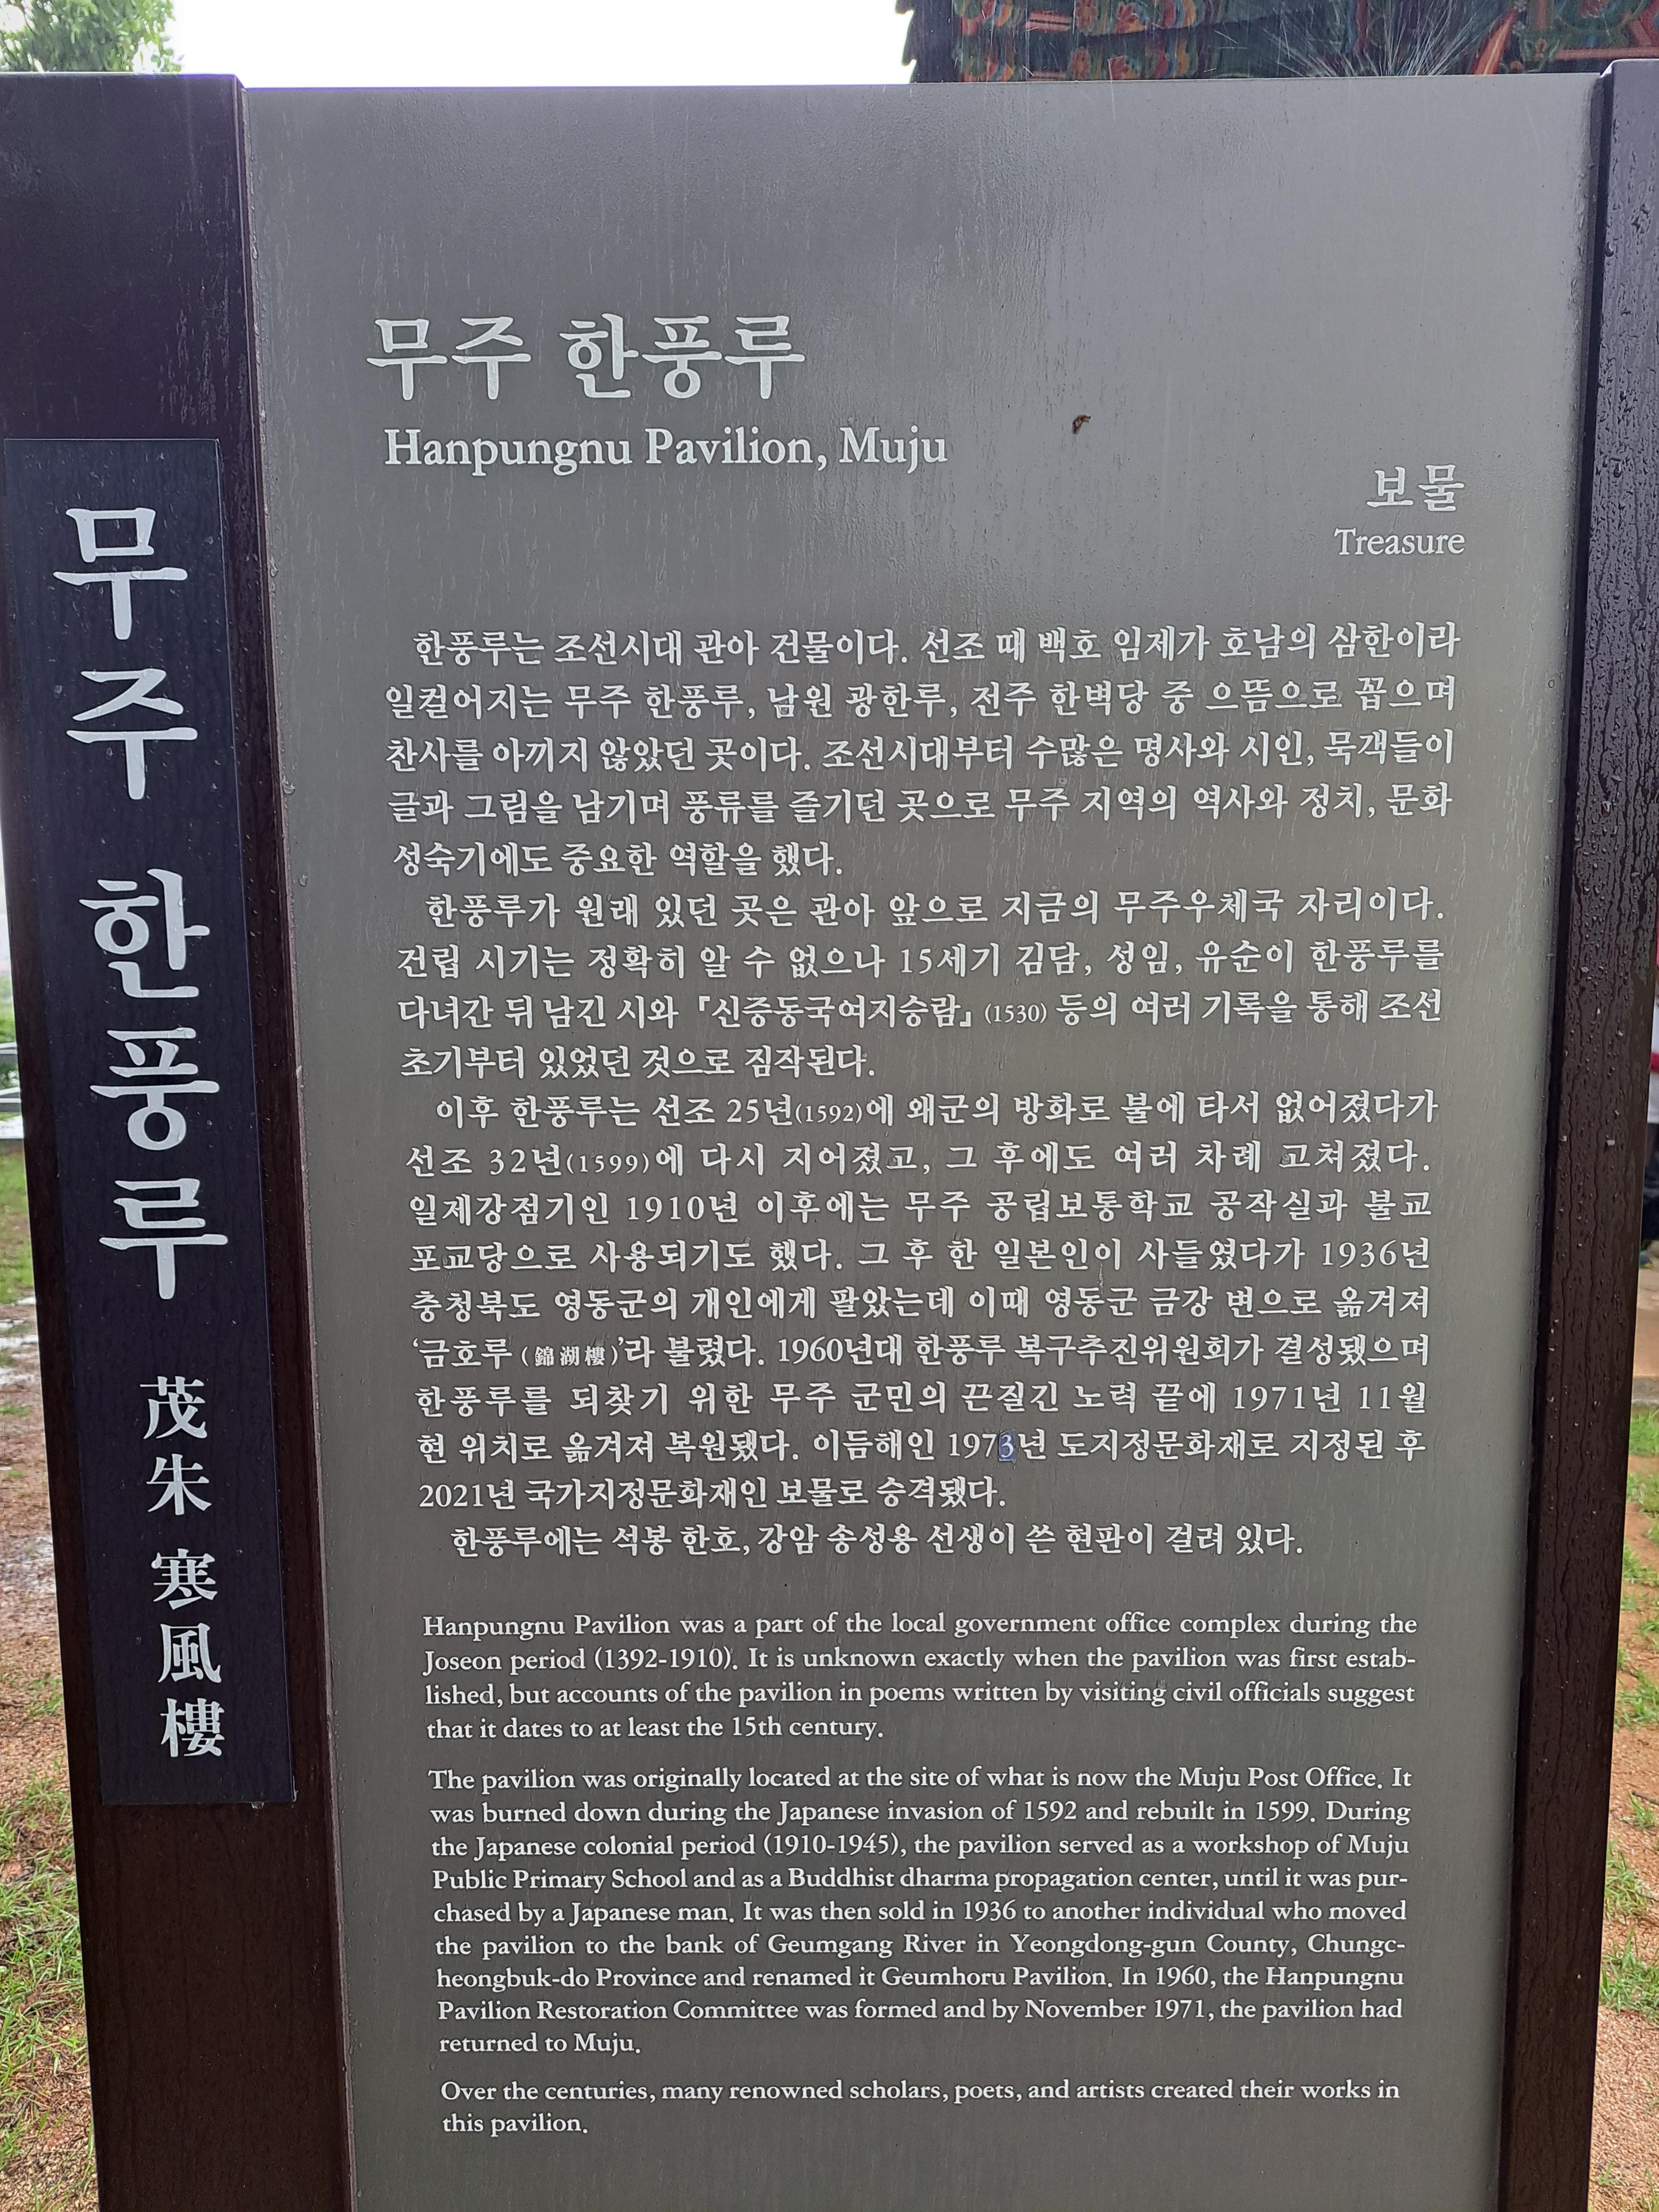 무주 한풍루
Hanpungnu Pavilion, Muju
보물
Treasure
한풍루는 조선시대 관아 건물이다. 선조 때 백호 임제가 호남의 삼한이라
일컬어지는 무주 한풍루, 남원 광한루, 전주 한벽당 중 으뜸으로 꼽으며
찬사를 아끼지 않았던 곳이다. 조선시대부터 수많은 명사와 시인, 묵객들이
글과 그림을 남기며 풍류를 즐기던 곳으로 무주 지역의 역사와 정치, 문화
성숙기에도 중요한 역할을 했다.
한풍루가 원래 있던 곳은 관아 앞으로 지금의 무주우체국 자리이다.
건립 시기는 정확히 알 수 없으나 15세기 김담, 성임, 유순이 한풍루를
다녀간 뒤 남긴 시와 『신증동국여지승람』(1530) 등의 여러 기록을 통해 조선
초기부터 있었던 것으로 짐작된다.
이후 한풍루는 선조 25년(1592)에 왜군의 방화로 불에 타서 없어졌다가
선조 32년(1599)에 다시 지어졌고, 그 후에도 여러 차례 고쳐졌다.
일제강점기인 1910년 이후에는 무주 공립보통학교 공작실과 불교
포교당으로 사용되기도 했다. 그 후 한 일본인이 사들였다가 1936년
충청북도 영동군의 개인에게 팔았는데 이때 영동군 금강 변으로 옮겨져
‘금호루(錦湖樓)’라 불렸다. 1960년대 한풍루 복구추진위원회가 결성됐으며
한풍루를 되찾기 위한 무주 군민의 끈질긴 노력 끝에 1971년 11월
현 위치로 옮겨져 복원됐다. 이듬해인 1973년 도지정문화재로 지정된 후
2021년 국가지정문화재인 보물로 승격됐다.
한풍루에는 석봉 한호, 강암 송성용 선생이 쓴 현판이 걸려 있다.
Hanpungnu Pavilion was a part of the local government office complex during the
Joseon period (1392-1910). It is unknown exactly when the pavilion was first estab-
lished, but accounts of the pavilion in poems written by visiting civil officials suggest
that it dates to at least the 15th century.
The pavilion was originally located at the site of what is now the Muju Post Office. It
was burned down during the Japanese invasion of 1592 and rebuilt in 1599. During
the Japanese colonial period (1910-1945), the pavilion served as a workshop of Muju
Public Primary School and as a Buddhist dharma propagation center, until it was pur-
chased by a Japanese man. It was then sold in 1936 to another individual who moved
the pavilion to the bank of Geumgang River in Yeongdong-gun County, Chungc-
heongbuk-do Province and renamed it Geumhoru Pavilion. In 1960, the Hanpungnu
Pavilion Restoration Committee was formed and by November 1971, the pavilion had
returned to Muju.
Over the centuries, many renowned scholars, poets, and artists created their works in
this pavilion.
무주 한풍루 茂朱 寒風樓